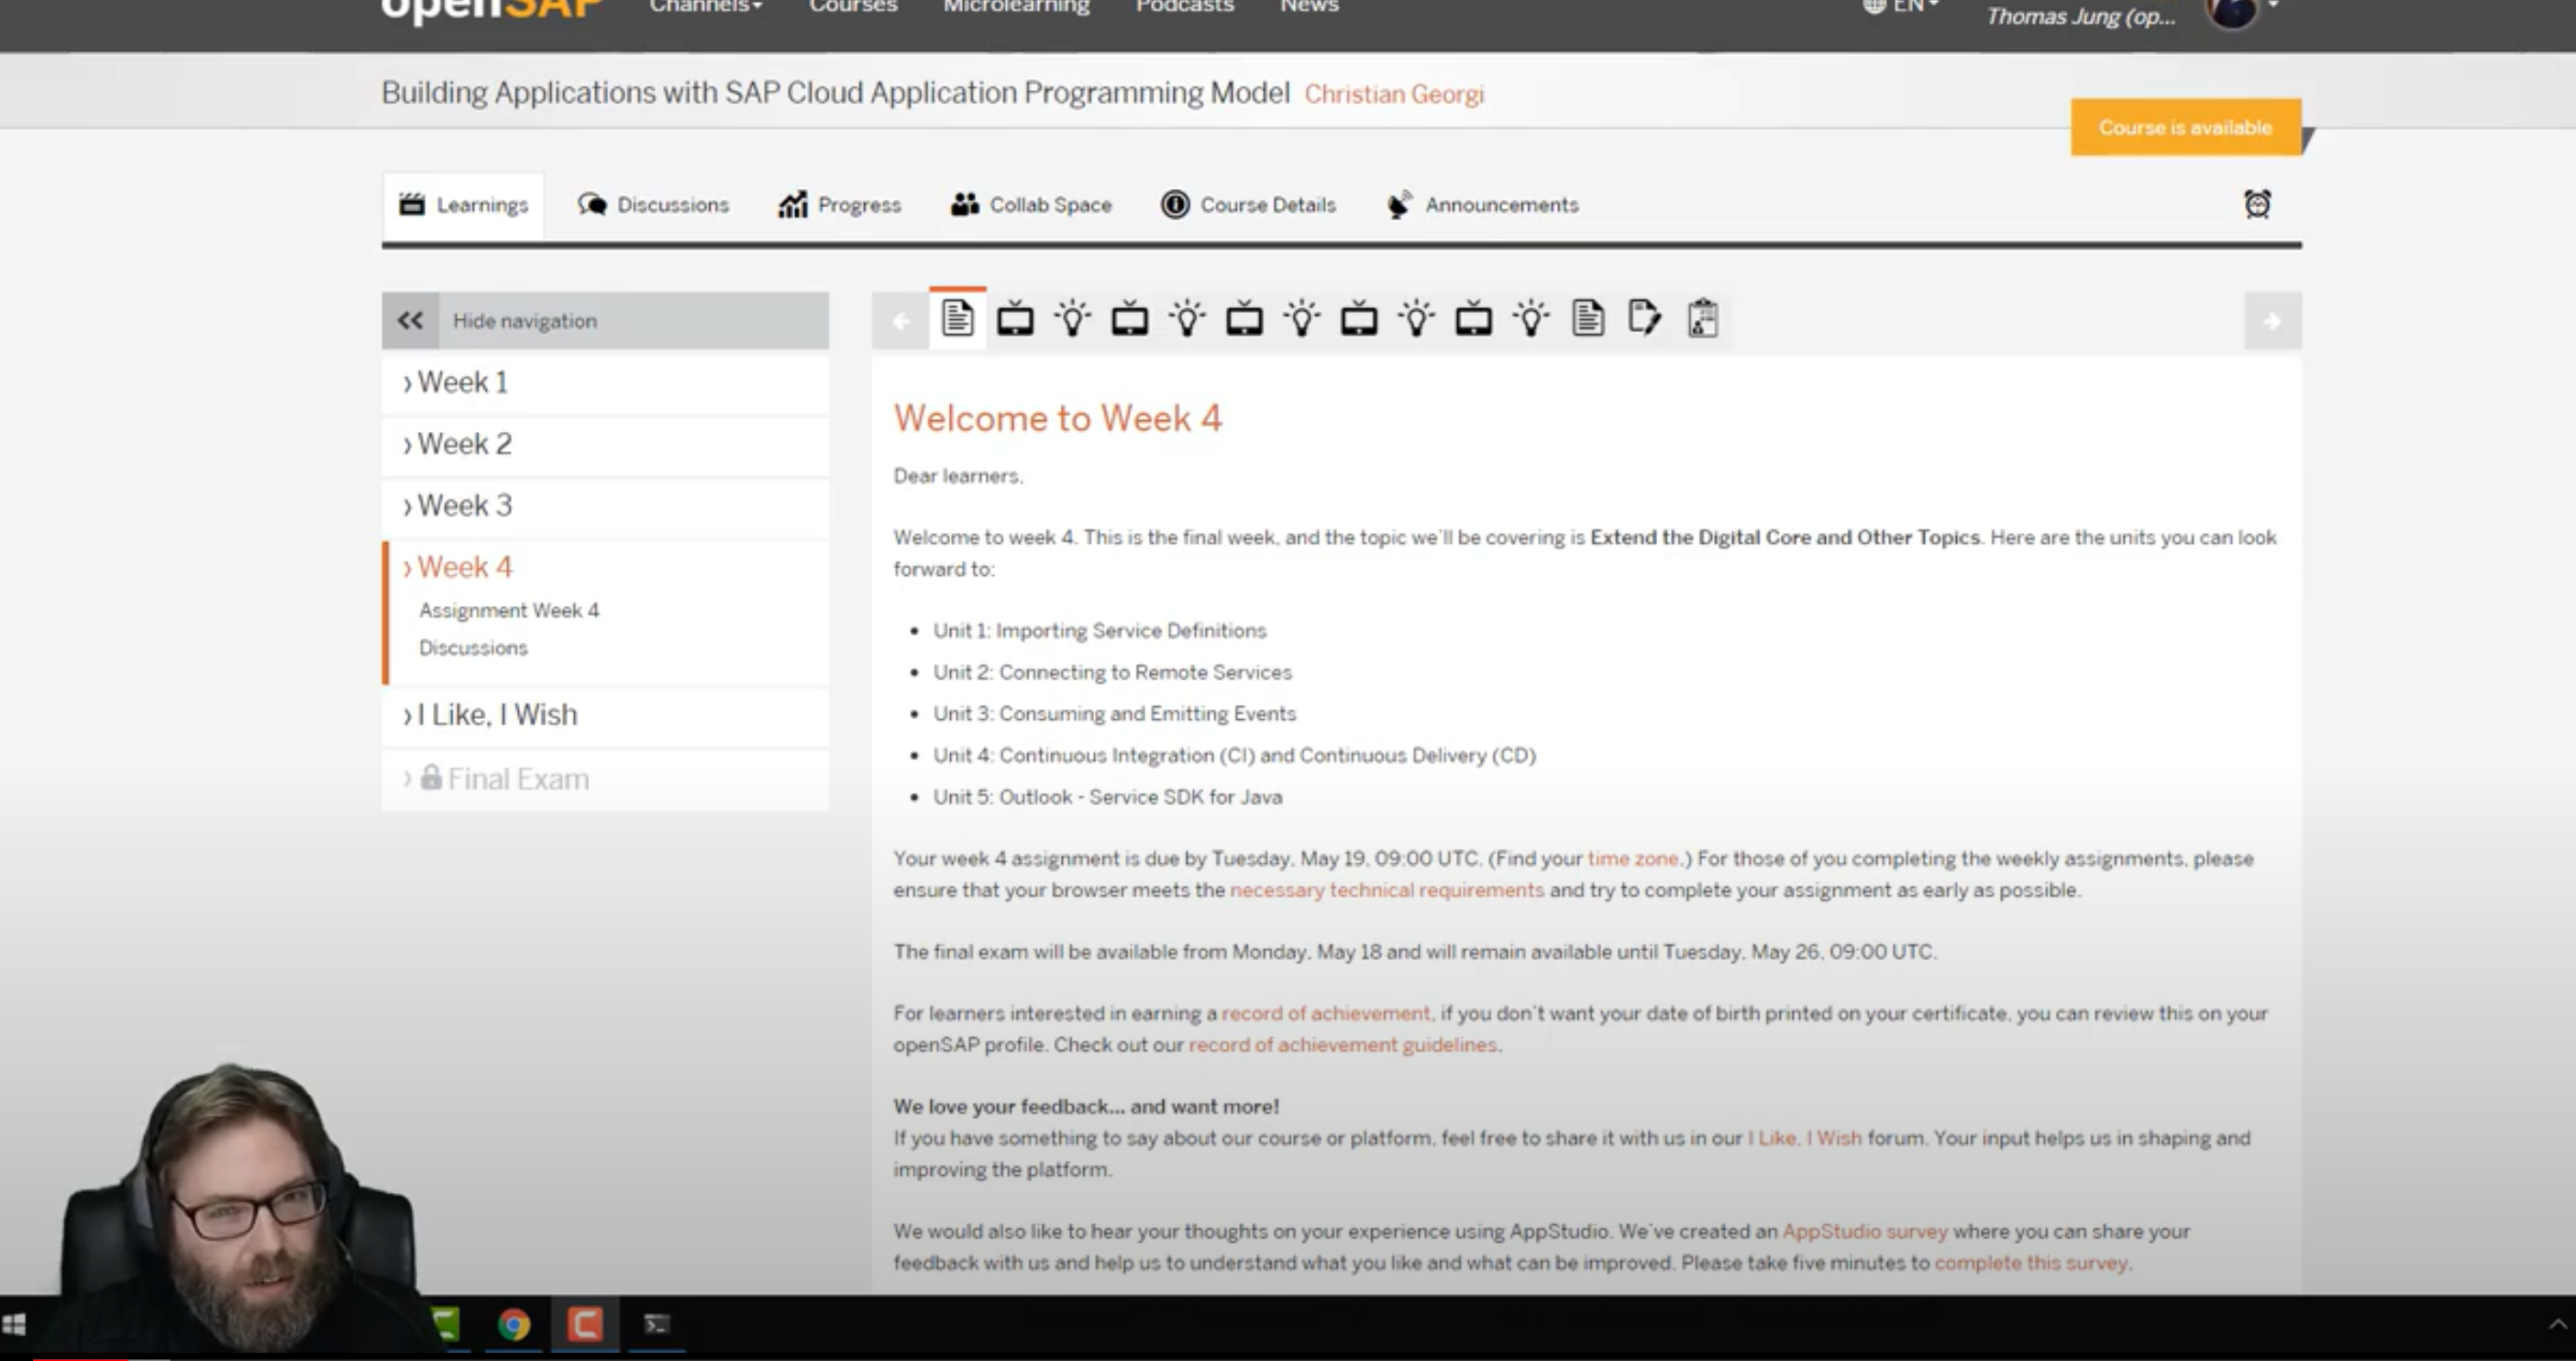 openSAP Channels Courses Microlearning Podcasts News EN
Thomas Jung (op...
Building Applications with SAP Cloud Application Programming Model Christian Georgi
Course is available
Learnings Discussions Progress Collab Space Course Details Announcements
Hide navigation
Week 1
Week 2
Week 3
Week 4
Assignment Week 4
Discussions
I Like, I Wish
Final Exam
Welcome to Week 4
Dear learners,
Welcome to week 4. This is the final week, and the topic we'll be covering is Extend the Digital Core and Other Topics. Here are the units you can look
forward to:
• Unit 1: Importing Service Definitions
• Unit 2: Connecting to Remote Services
• Unit 3: Consuming and Emitting Events
• Unit 4: Continuous Integration (CI) and Continuous Delivery (CD)
• Unit 5: Outlook - Service SDK for Java
Your week 4 assignment is due by Tuesday, May 19, 09:00 UTC. (Find your time zone.) For those of you completing the weekly assignments, please
ensure that your browser meets the necessary technical requirements and try to complete your assignment as early as possible.
The final exam will be available from Monday, May 18 and will remain available until Tuesday, May 26, 09:00 UTC.
For learners interested in earning a record of achievement, if you don't want your date of birth printed on your certificate, you can review this on your
openSAP profile. Check out our record of achievement guidelines.
We love your feedback... and want more!
If you have something to say about our course or platform, feel free to share it with us in our I Like, I Wish forum. Your input helps us in shaping and
improving the platform.
We would also like to hear your thoughts on your experience using AppStudio. We've created an AppStudio survey where you can share your
feedback with us and help us to understand what you like and what can be improved. Please take five minutes to complete this survey.